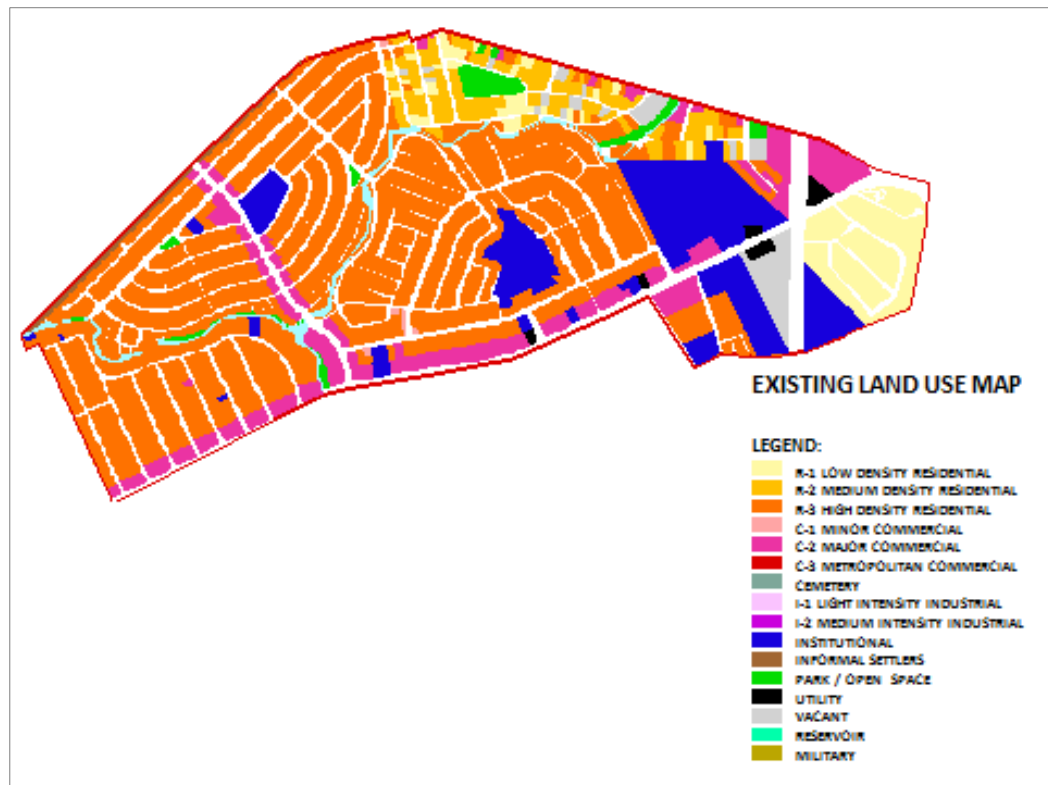 EXISTING LAND USE MAP
LEGEND:
R-1 LOW DENSITY RESIDENTIAL
R-2 MEDIUM DENSITY RESIDENTIAL
R-3 HIGH DENSITY RESIDENTIAL
C-1 MINOR COMMERCIAL
C-2 MAJOR COMMERCIAL
C-3 METROPOLITAN COMMERCIAL
CEMETERY
I-1 LIGHT INTENSITY INDUSTRIAL
I-2 MEDIUM INTENSITY INDUSTRIAL
INSTITUTIONAL
INFORMAL SETTLERS
PARK / OPEN SPACE
UTILITY
VACANT
RESERVOIR
MILITARY